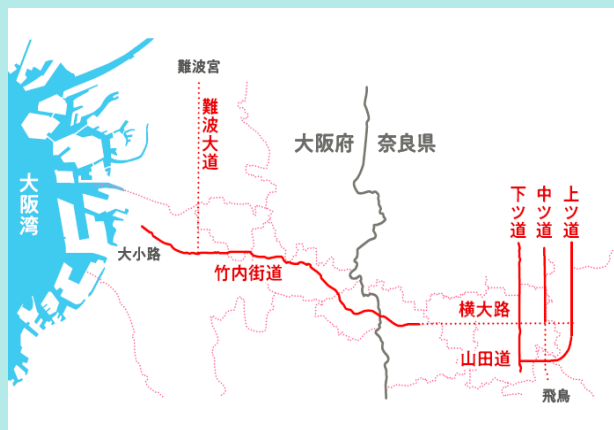 難波宮
難波大道
大阪府
奈良県
大阪湾
下ツ道
中ツ道
上ツ道
大小路
竹内街道
横大路
山田道
飛鳥